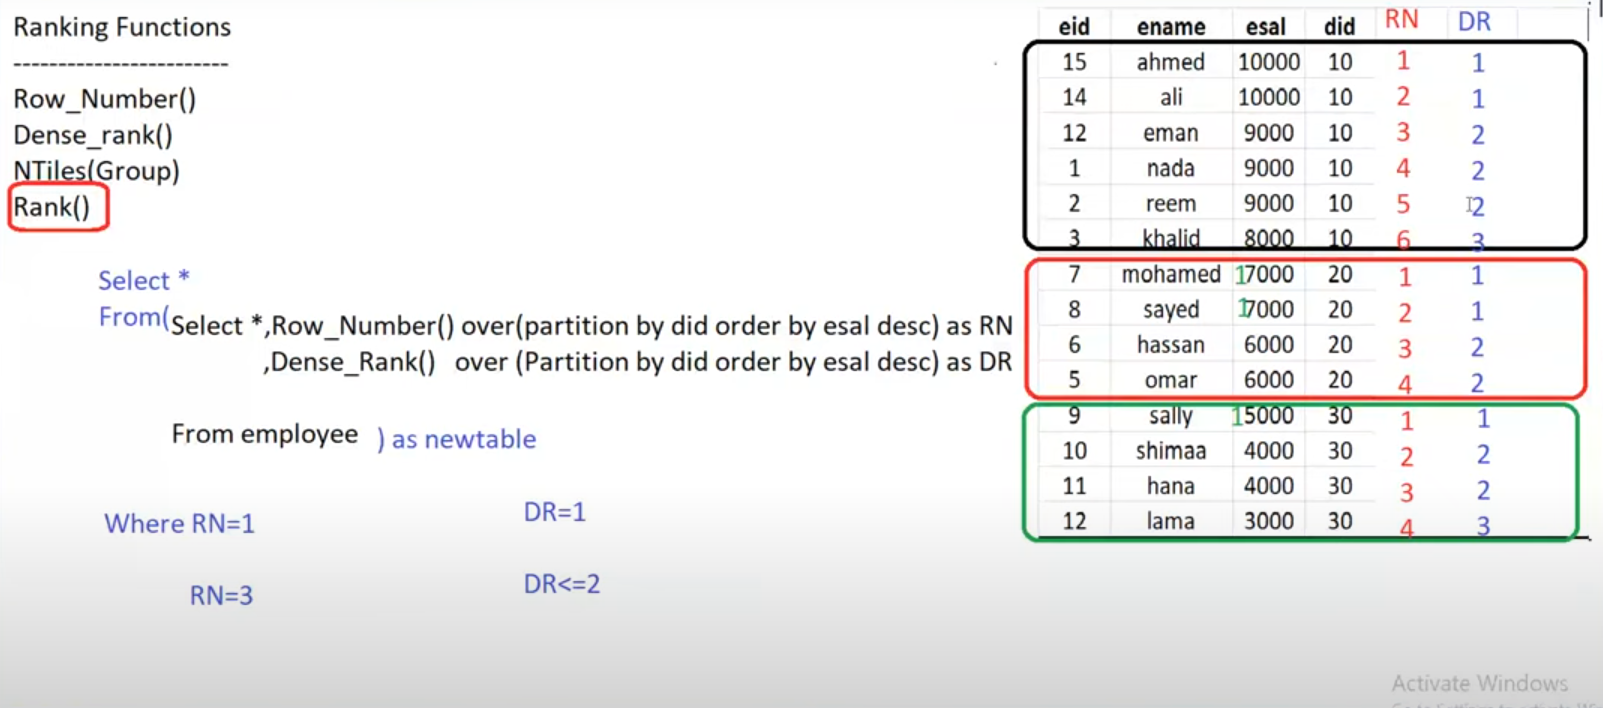 Ranking Functions
------------------------
Row_Number()
Dense_rank()
NTiles(Group)
Rank()
Select *
From(Select *,Row_Number() over(partition by did order by esal desc) as RN
,Dense_Rank() over (Partition by did order by esal desc) as DR
From employee ) as newtable
Where RN=1 DR=1
RN=3 DR<=2
eid ename esal did RN DR
15 ahmed 10000 10 1 1
14 ali 10000 10 2 1
12 eman 9000 10 3 2
1 nada 9000 10 4 2
2 reem 9000 10 5 2
3 khalid 8000 10 6 3
7 mohamed 17000 20 1 1
8 sayed 17000 20 2 1
6 hassan 6000 20 3 2
5 omar 6000 20 4 2
9 sally 15000 30 1 1
10 shimaa 4000 30 2 2
11 hana 4000 30 3 2
12 lama 3000 30 4 3
Activate Windows